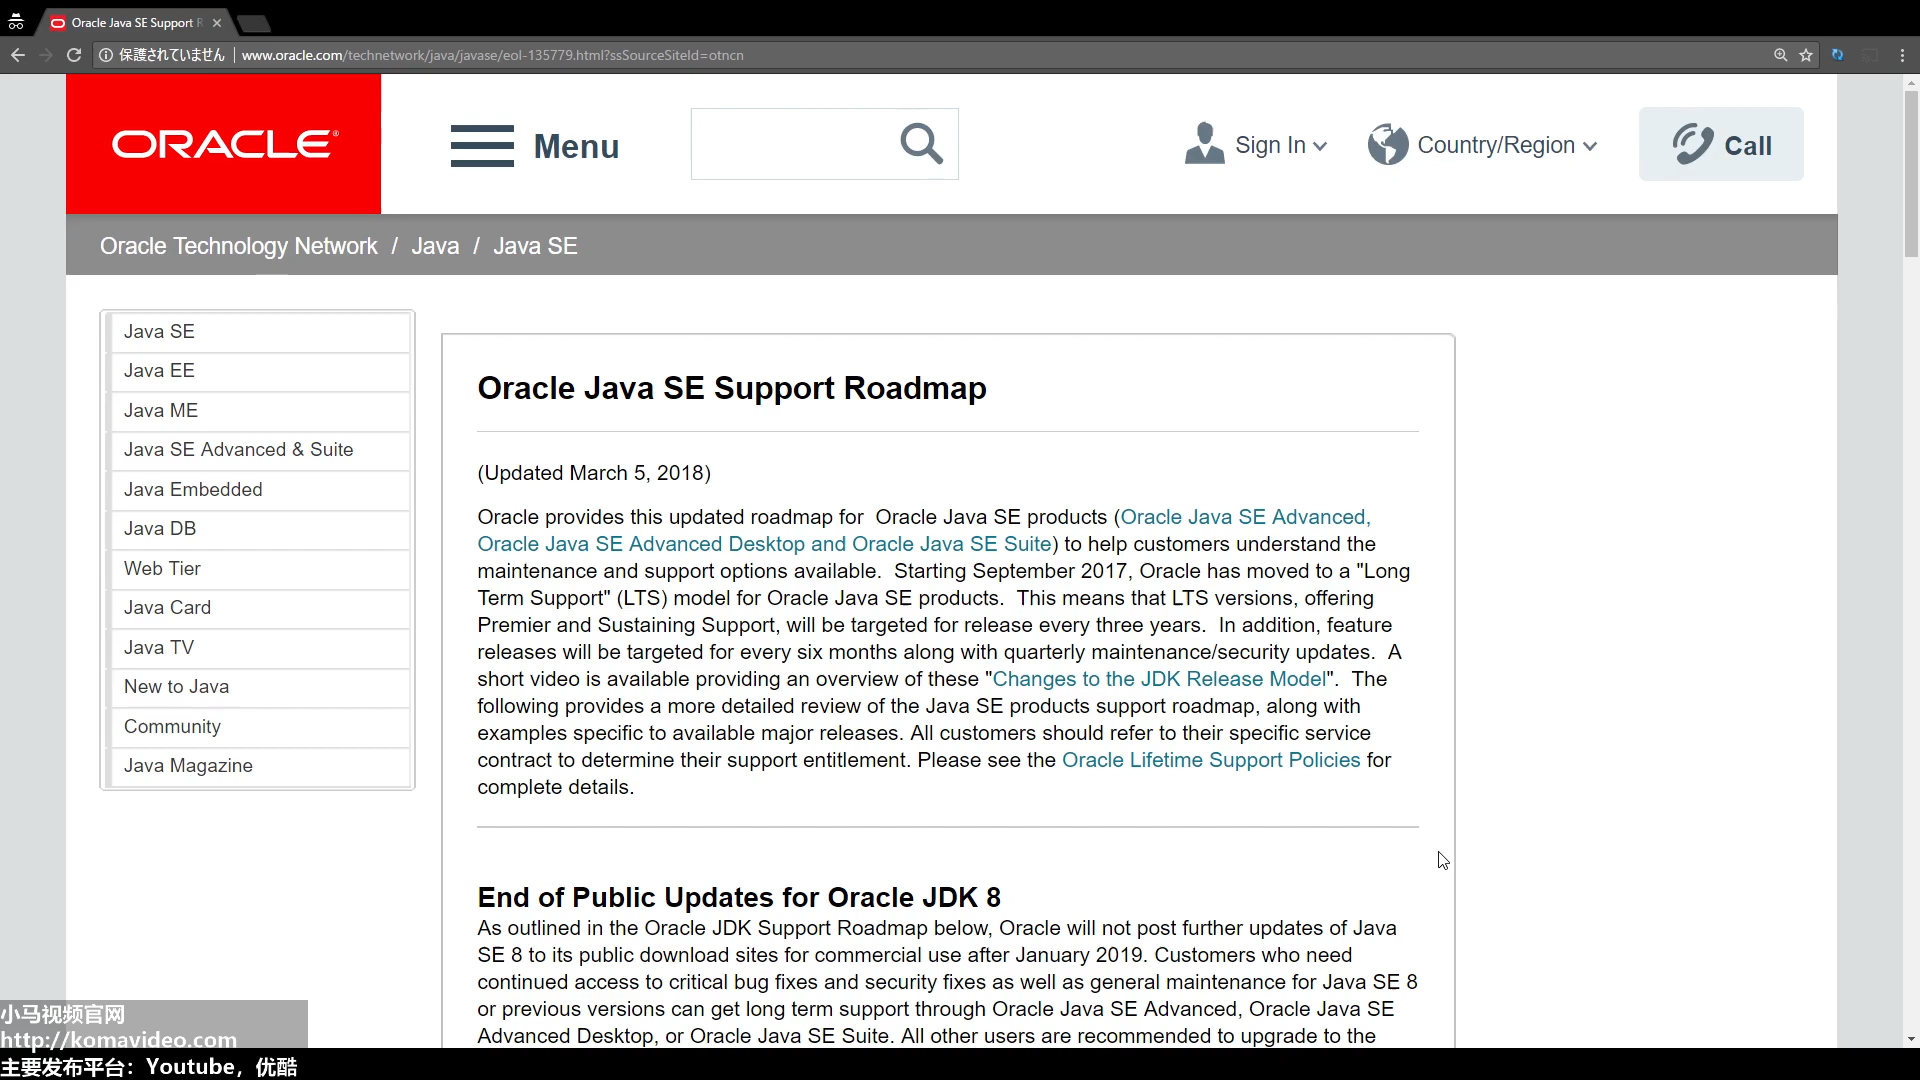 Oracle Java SE Support R
保護されていません | www.oracle.com/technetwork/java/javase/eol-135779.html?ssSourceSiteId=otncn
ORACLE®
Menu
Sign In
Country/Region
Call
Oracle Technology Network / Java / Java SE
Java SE
Java EE
Java ME
Java SE Advanced & Suite
Java Embedded
Java DB
Web Tier
Java Card
Java TV
New to Java
Community
Java Magazine
Oracle Java SE Support Roadmap
(Updated March 5, 2018)
Oracle provides this updated roadmap for Oracle Java SE products (Oracle Java SE Advanced,
Oracle Java SE Advanced Desktop and Oracle Java SE Suite) to help customers understand the
maintenance and support options available. Starting September 2017, Oracle has moved to a "Long
Term Support" (LTS) model for Oracle Java SE products. This means that LTS versions, offering
Premier and Sustaining Support, will be targeted for release every three years. In addition, feature
releases will be targeted for every six months along with quarterly maintenance/security updates. A
short video is available providing an overview of these "Changes to the JDK Release Model". The
following provides a more detailed review of the Java SE products support roadmap, along with
examples specific to available major releases. All customers should refer to their specific service
contract to determine their support entitlement. Please see the Oracle Lifetime Support Policies for
complete details.
End of Public Updates for Oracle JDK 8
As outlined in the Oracle JDK Support Roadmap below, Oracle will not post further updates of Java
SE 8 to its public download sites for commercial use after January 2019. Customers who need
continued access to critical bug fixes and security fixes as well as general maintenance for Java SE 8
or previous versions can get long term support through Oracle Java SE Advanced, Oracle Java SE
Advanced Desktop, or Oracle Java SE Suite. All other users are recommended to upgrade to the
小马视频官网
http://komavideo.com
主要发布平台：Youtube，优酷